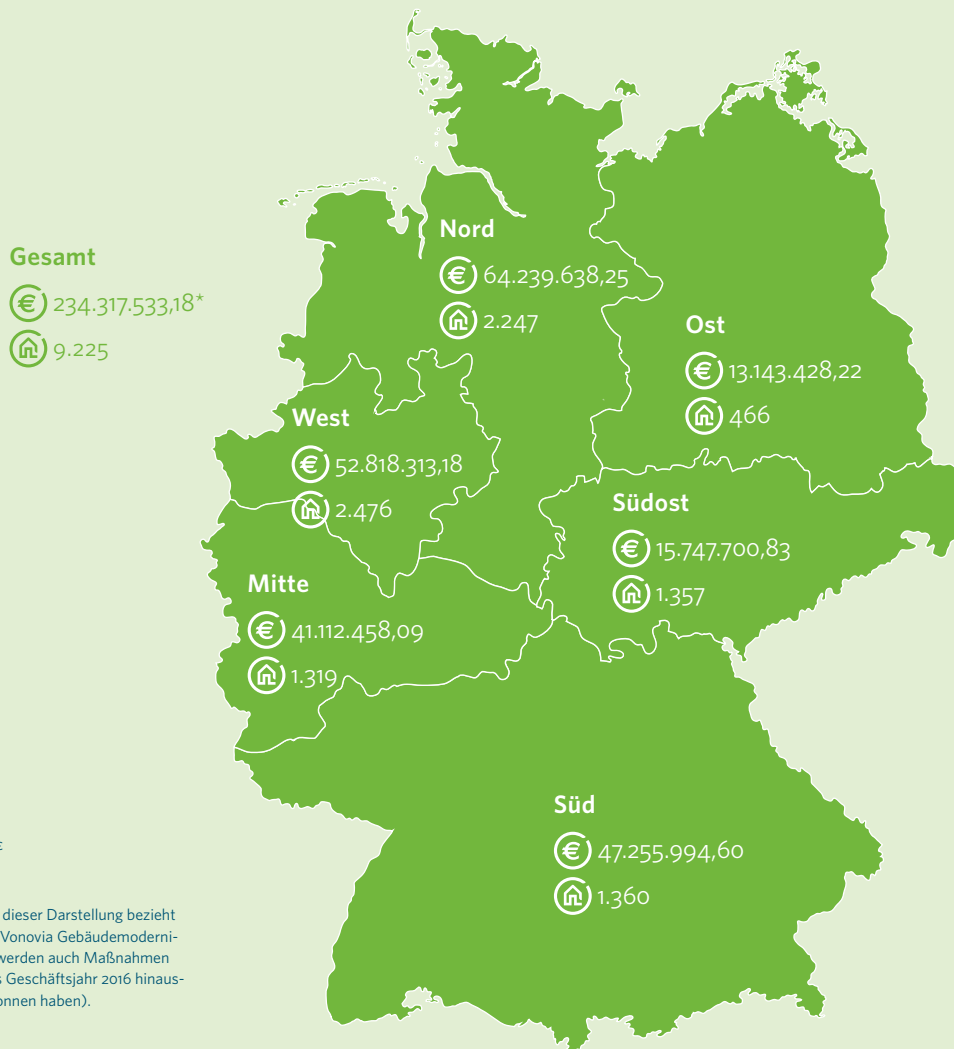 Gesamt
€ 234.317.533,18*
9.225
Nord
€ 64.239.638,25
2.247
Ost
€ 13.143.428,22
466
West
€ 52.818.313,18
2.476
Südost
€ 15.747.700,83
1.357
Mitte
€ 41.112.458,09
1.319
Süd
€ 47.255.994,60
1.360
€
dieser Darstellung bezieht
Vonovia Gebäudemoderni-
werden auch Maßnahmen
s Geschäftsjahr 2016 hinaus-
onnen haben).